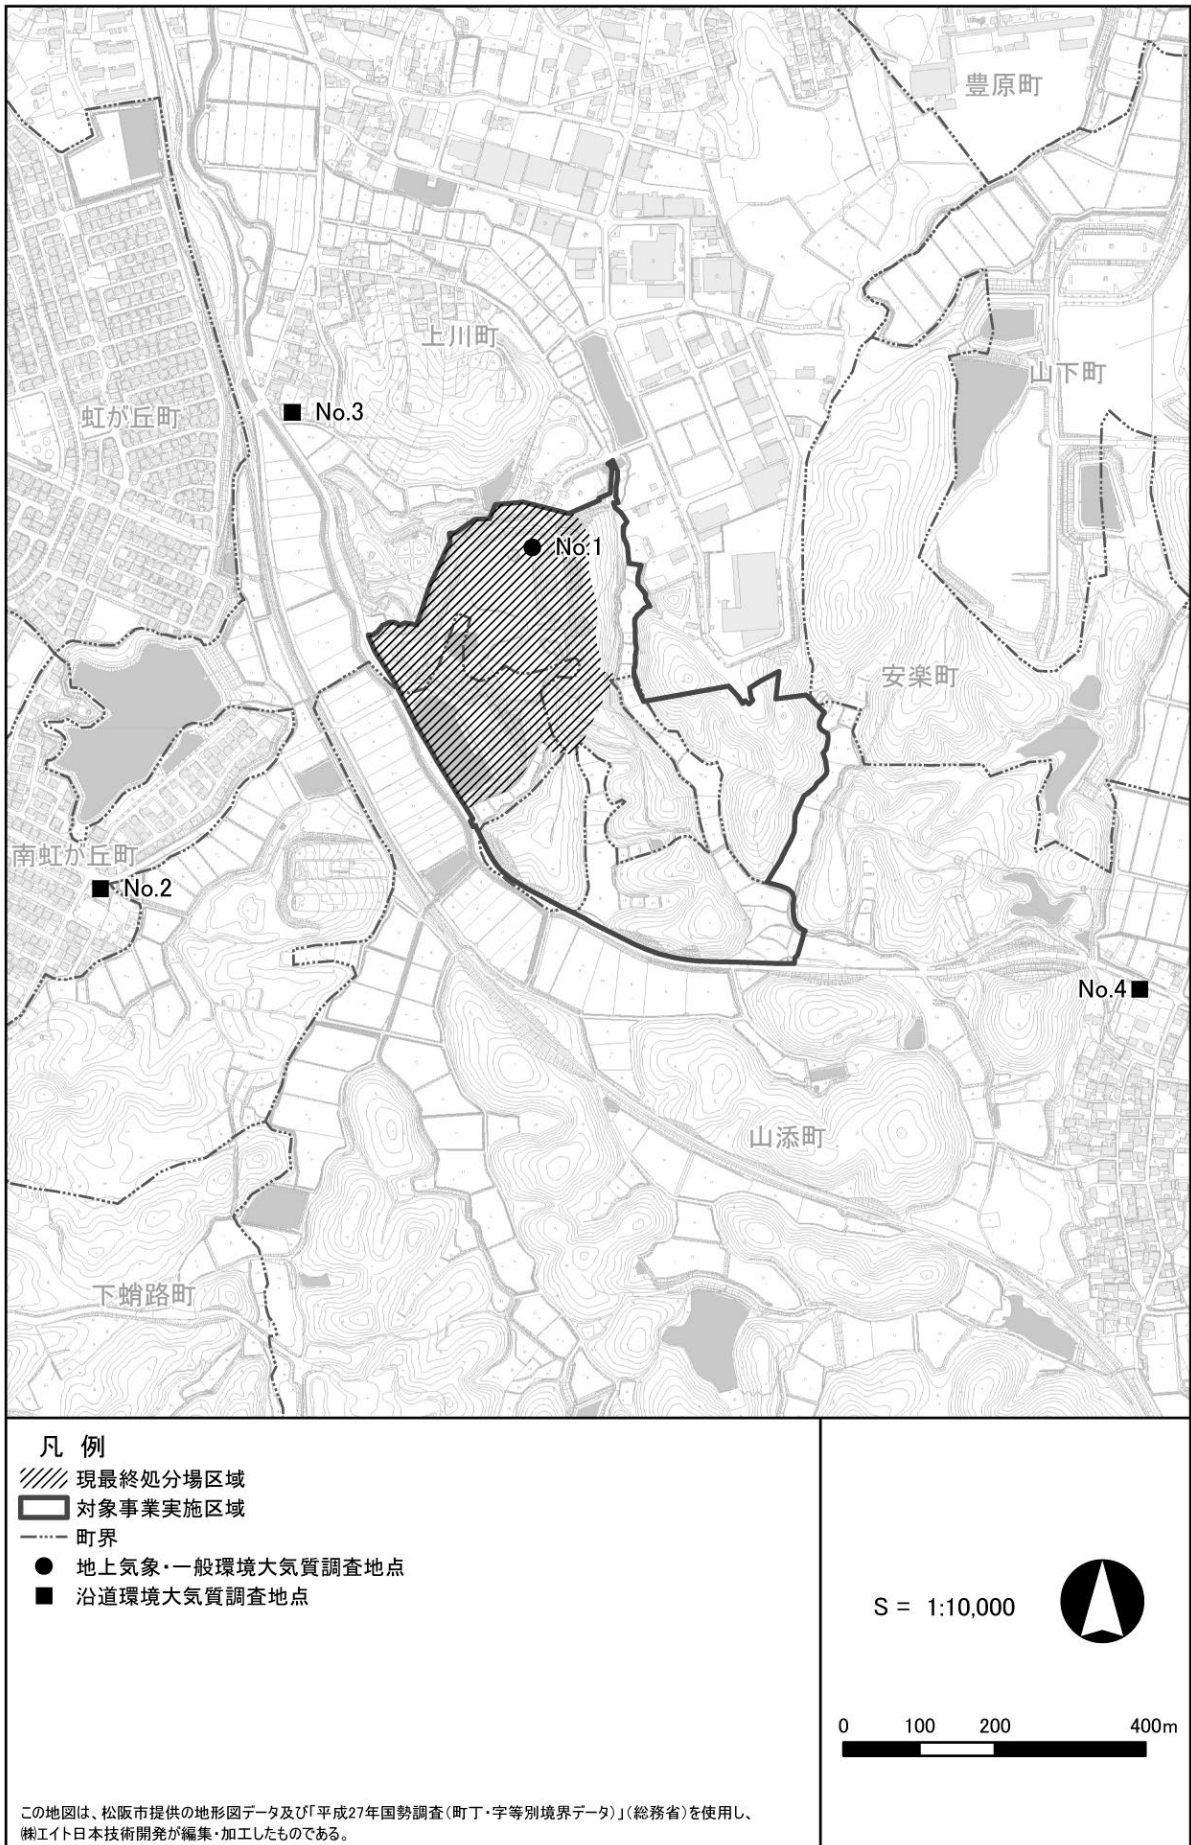 豊原町
上川町
山下町
虹が丘町
No.3
No.1
安楽町
南虹が丘町
No.2
No.4
山添町
下蛸路町
凡 例
現最終処分場区域
対象事業実施区域
町界
地上気象・一般環境大気質調査地点
沿道環境大気質調査地点
S = 1:10,000
0 100 200 400m
この地図は、松阪市提供の地形図データ及び「平成27年国勢調査(町丁・字等別境界データ)」(総務省)を使用し、
㈱エイト日本技術開発が編集・加工したものである。